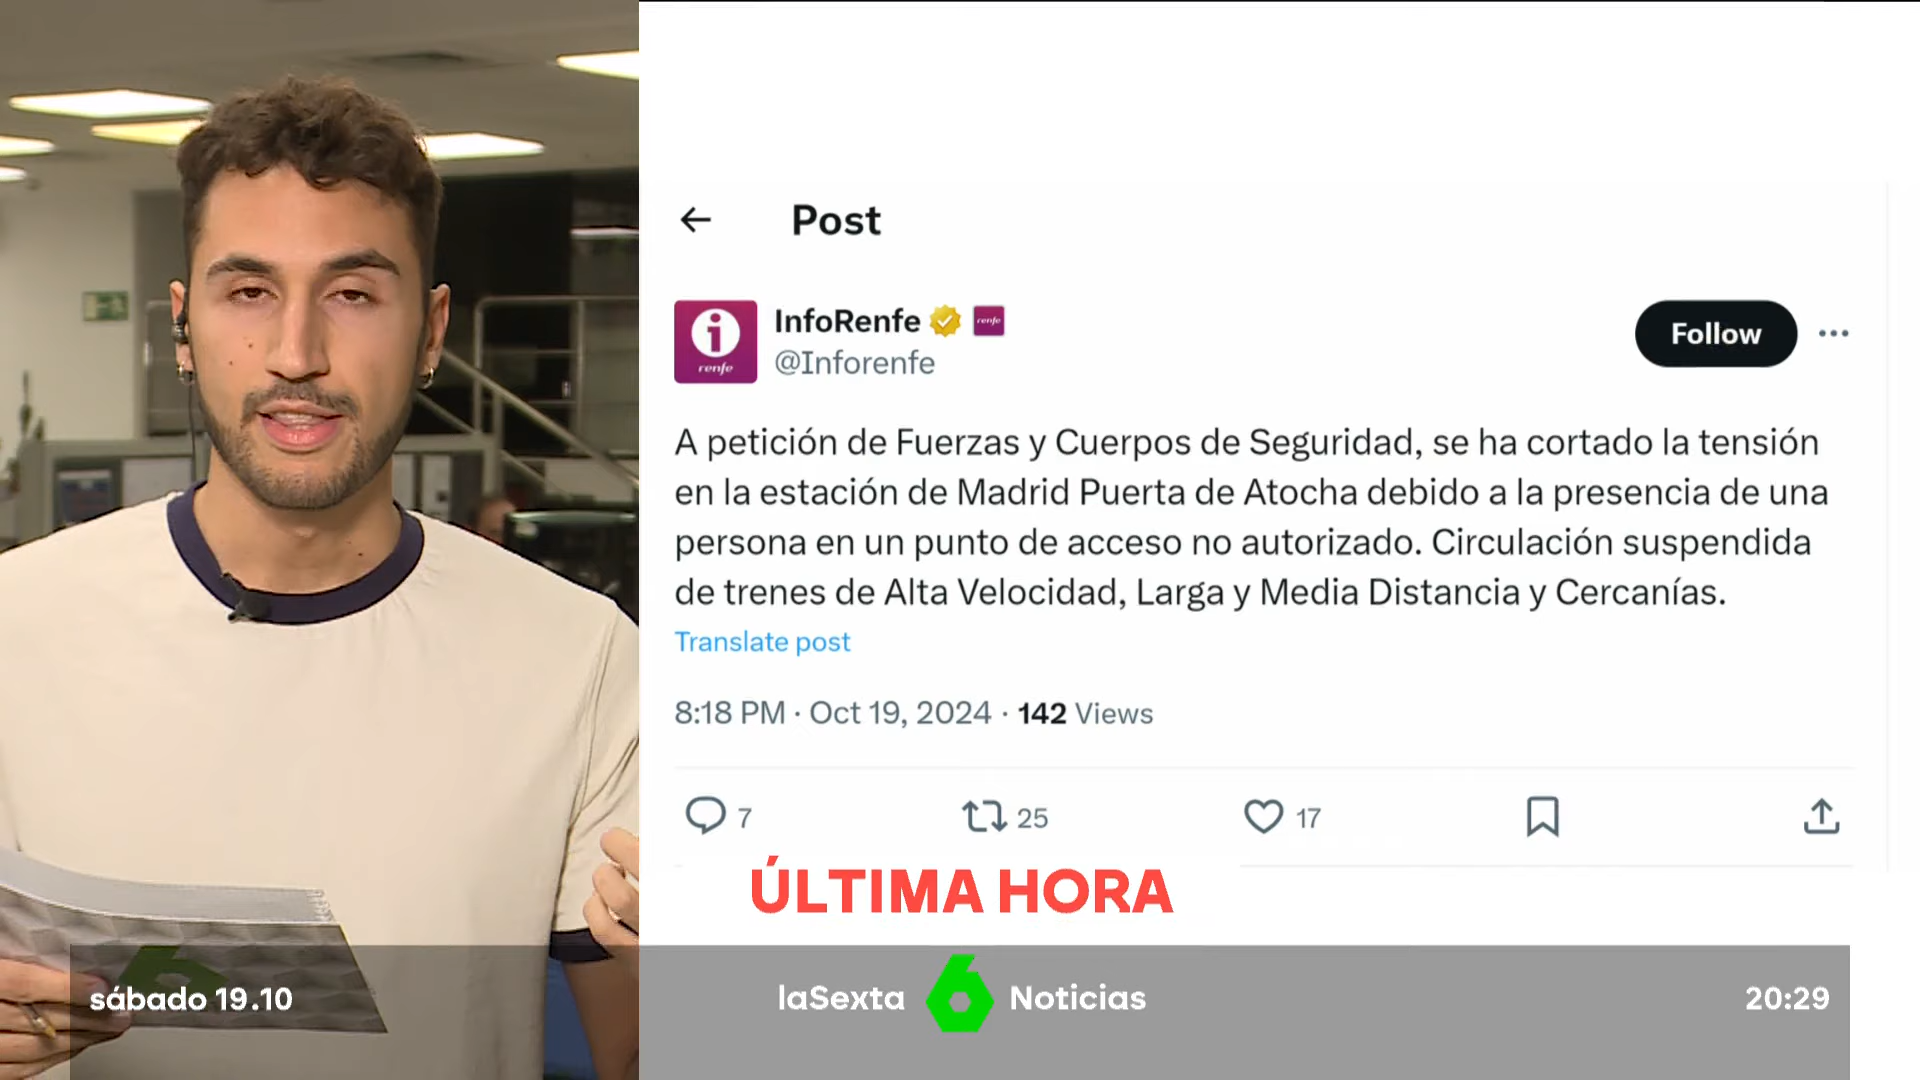 Post
InfoRenfe renfe
@Inforenfe
i
renfe
Follow
A petición de Fuerzas y Cuerpos de Seguridad, se ha cortado la tensión
en la estación de Madrid Puerta de Atocha debido a la presencia de una
persona en un punto de acceso no autorizado. Circulación suspendida
de trenes de Alta Velocidad, Larga y Media Distancia y Cercanías.
Translate post
8:18 PM · Oct 19, 2024 · 142 Views
7 25 17
ÚLTIMA HORA
sábado 19.10
laSexta 6 Noticias
20:29